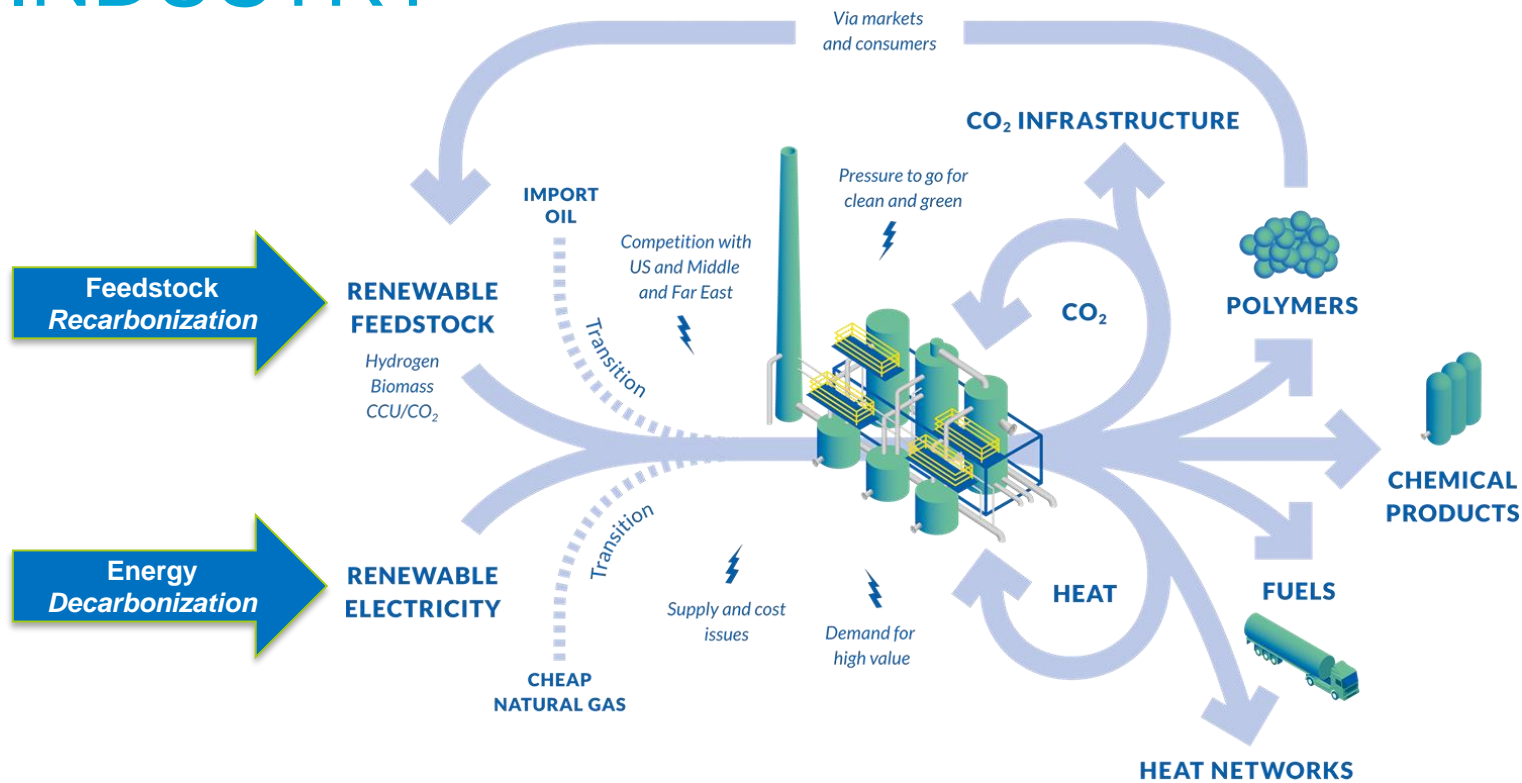 INDUSTRY
Via markets
and consumers
CO₂ INFRASTRUCTURE
Pressure to go for
clean and green
IMPORT
OIL
Competition with
US and Middle
and Far East
Feedstock
Recarbonization
RENEWABLE
FEEDSTOCK
Hydrogen
Biomass
CCU/CO₂
Transition
CO₂
POLYMERS
CHEMICAL
PRODUCTS
Transition
Energy
Decarbonization
RENEWABLE
ELECTRICITY
Supply and cost
issues
Demand for
high value
HEAT
FUELS
CHEAP
NATURAL GAS
HEAT NETWORKS